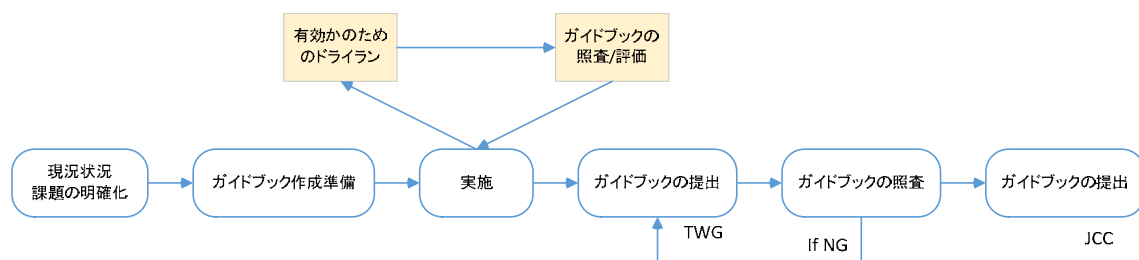 有効かのため
のドライラン
ガイドブックの
照査/評価
現況状況
課題の明確化
ガイドブック作成準備
実施
ガイドブックの提出
ガイドブックの照査
ガイドブックの提出
TWG
If NG
JCC